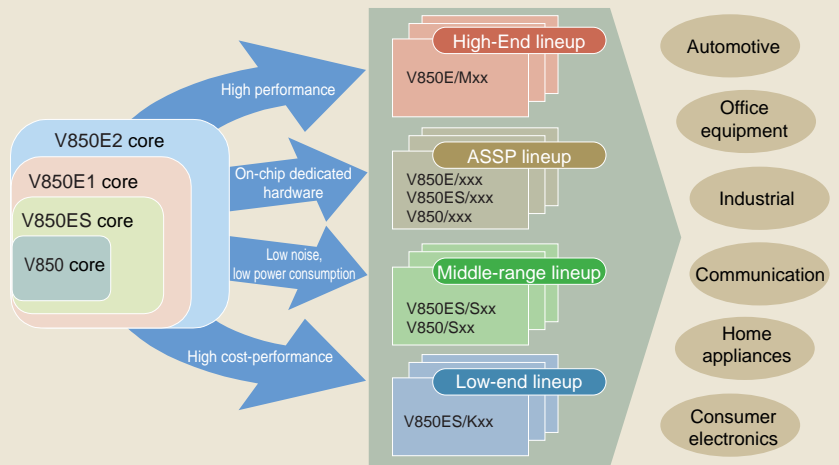 V850E2 core
V850E1 core
V850ES core
V850 core
High performance
On-chip dedicated
hardware
Low noise,
low power consumption
High cost-performance
High-End lineup
V850E/Mxx
ASSP lineup
V850E/xxx
V850ES/xxx
V850/xxx
Middle-range lineup
V850ES/Sxx
V850/Sxx
Low-end lineup
V850ES/Kxx
Automotive
Office
equipment
Industrial
Communication
Home
appliances
Consumer
electronics